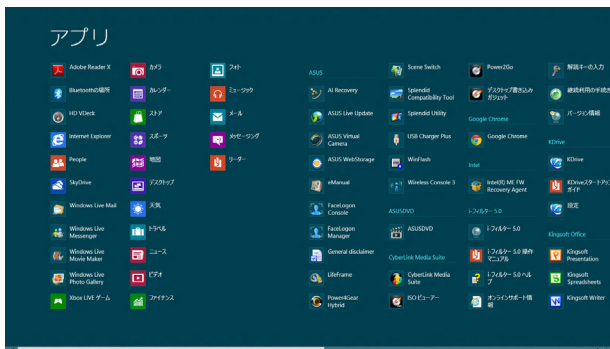 アプリ
Adobe Reader X
Bluetoothの場所
HD VDeck
Internet Explorer
People
SkyDrive
Windows Live Mail
Windows Live
Messenger
Windows Live
Movie Maker
Windows Live
Photo Gallery
Xbox LIVE ゲーム
カメラ
カレンダー
ストア
スポーツ
地図
デスクトップ
天気
トラベル
ニュース
ビデオ
ファイナンス
フォト
ミュージック
メール
メッセージング
リーダー
ASUS
AI Recovery
ASUS Live Update
ASUS Virtual
Camera
ASUS WebStorage
eManual
FaceLogon
Console
FaceLogon
Manager
General disclaimer
LifeFrame
Power4Gear
Hybrid
Scene Switch
Splendid
Compatibility Tool
Splendid Utility
USB Charger Plus
WinFlash
Wireless Console 3
ASUSDVD
ASUSDVD
CyberLink Media Suite
CyberLink Media
Suite
ISO ビューアー
Power2Go
デスクトップ書き込み
ガジェット
Google Chrome
Google Chrome
Intel
Intel(R) ME FW
Recovery Agent
i-フィルター 5.0
i-フィルター 5.0
i-フィルター 5.0 操作
マニュアル
i-フィルター 5.0 ヘル
プ
オンラインサポート情
報
解読キーの入力
継続利用の手続き
バージョン情報
KDrive
KDrive
KDriveスタートアップ
ガイド
設定
Kingsoft Office
Kingsoft
Presentation
Kingsoft
Spreadsheets
Kingsoft Writer